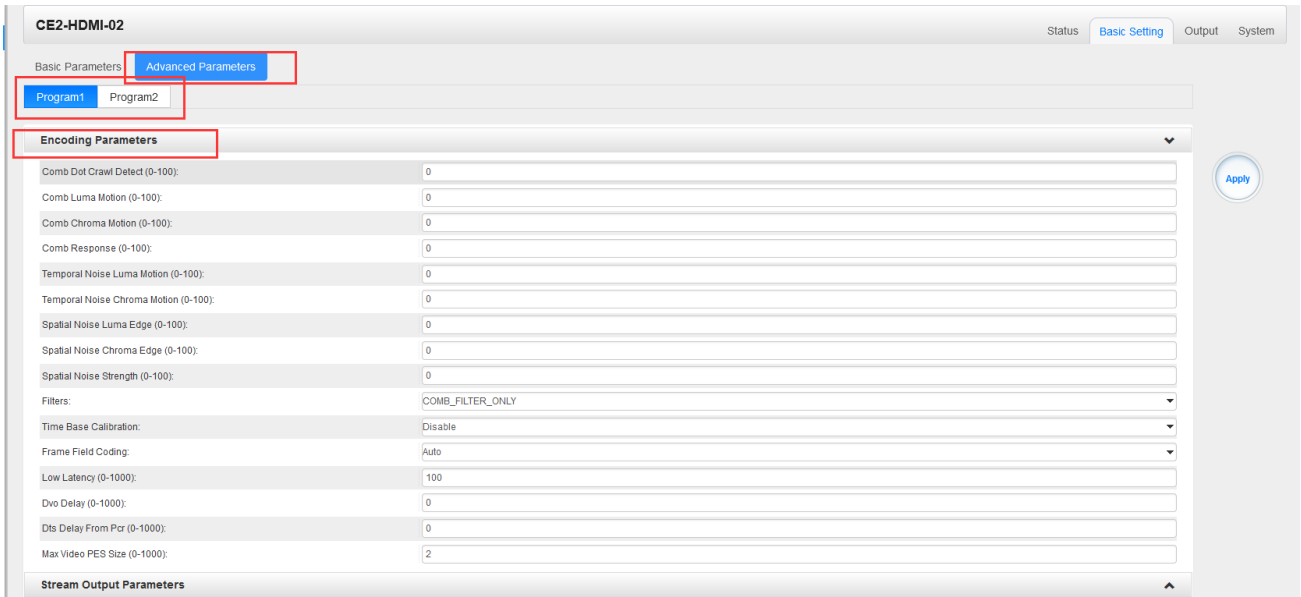 CE2-HDMI-02
Status Basic Setting Output System
Basic Parameters Advanced Parameters
Program1 Program2
Encoding Parameters
Apply
Comb Dot Crawl Detect (0-100): 0
Comb Luma Motion (0-100): 0
Comb Chroma Motion (0-100): 0
Comb Response (0-100): 0
Temporal Noise Luma Motion (0-100): 0
Temporal Noise Chroma Motion (0-100): 0
Spatial Noise Luma Edge (0-100): 0
Spatial Noise Chroma Edge (0-100): 0
Spatial Noise Strength (0-100): 0
Filters: COMB_FILTER_ONLY
Time Base Calibration: Disable
Frame Field Coding: Auto
Low Latency (0-1000): 100
Dvo Delay (0-1000): 0
Dts Delay From Pcr (0-1000): 0
Max Video PES Size (0-1000): 2
Stream Output Parameters